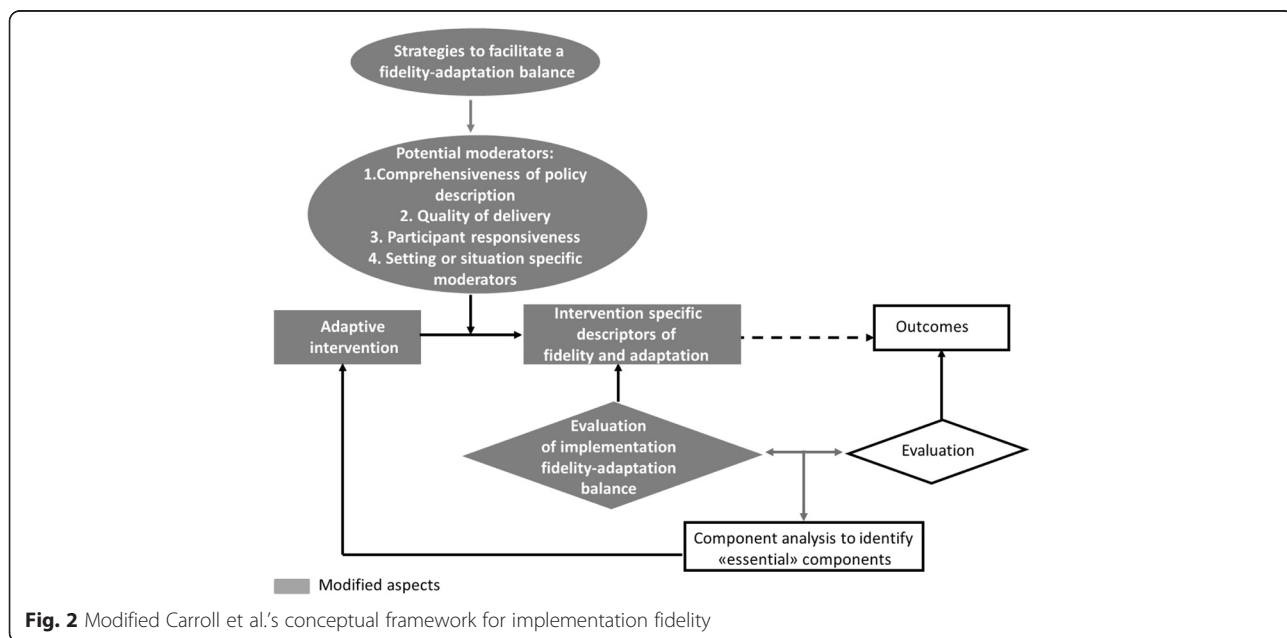 Strategies to facilitate a
fidelity-adaptation balance
Potential moderators:
1.Comprehensiveness of policy
description
2. Quality of delivery
3. Participant responsiveness
4. Setting or situation specific
moderators
Adaptive
intervention
Intervention specific
descriptors of
fidelity and adaptation
Outcomes
Evaluation
of implementation
fidelity-adaptation
balance
Evaluation
Component analysis to identify
«essential» components
Modified aspects
Fig. 2 Modified Carroll et al.'s conceptual framework for implementation fidelity